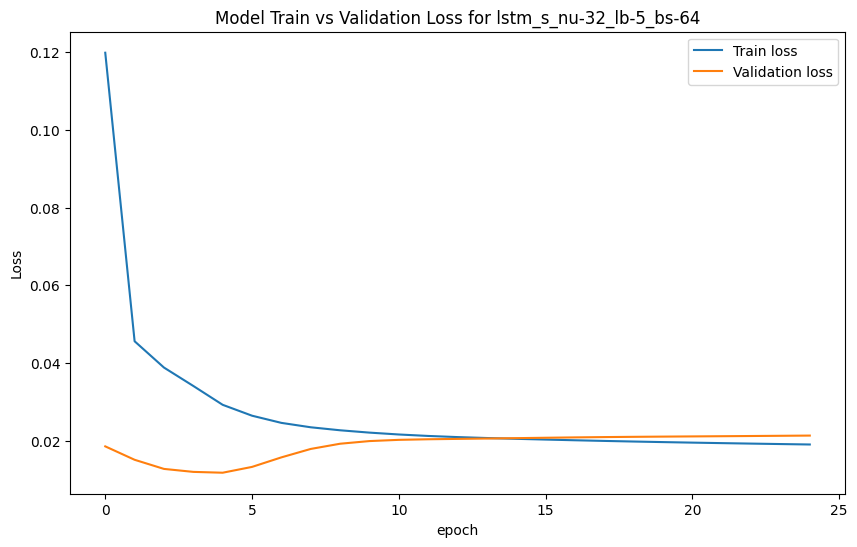 Model Train vs Validation Loss for lstm_s_nu-32_lb-5_bs-64
Train loss
Validation loss
0.12
0.10
0.08
0.06
0.04
0.02
Loss
0 5 10 15 20 25
epoch